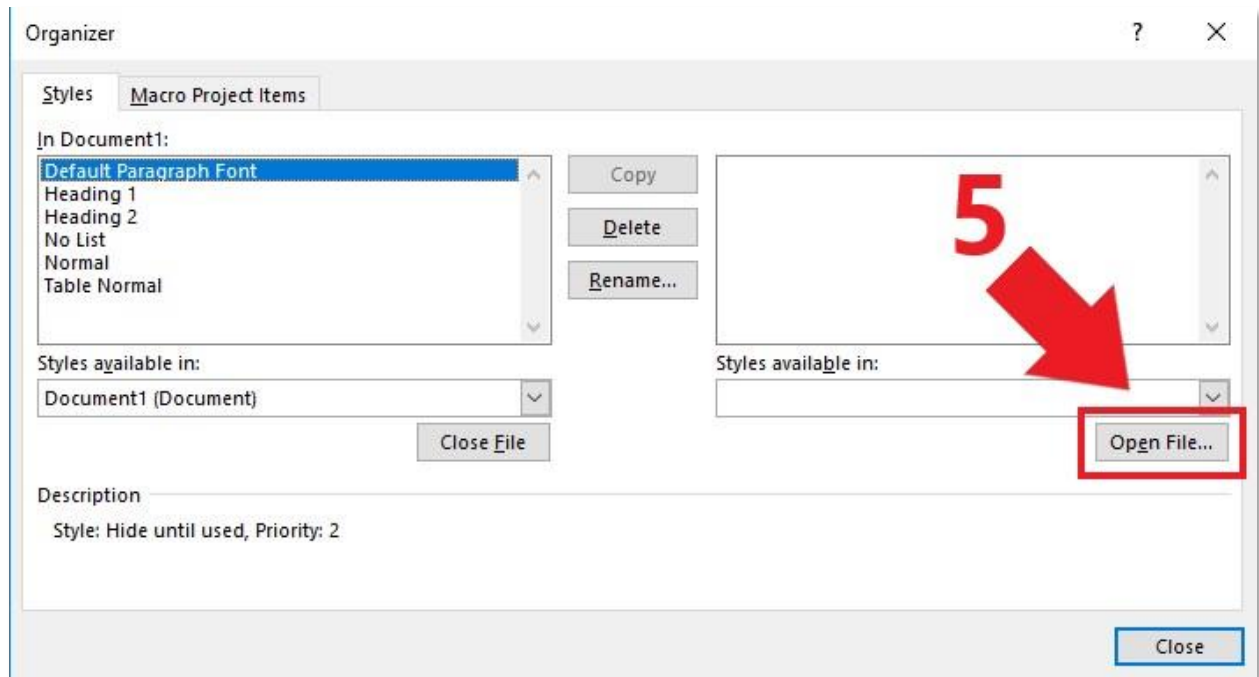 Organizer
?
Styles
Macro Project Items
In Document1:
Default Paragraph Font
Heading 1
Heading 2
No List
Normal
Table Normal
Copy
Delete
Rename...
5
Styles available in:
Document1 (Document)
Close File
Styles available in:
Open File...
Description
Style: Hide until used, Priority: 2
Close